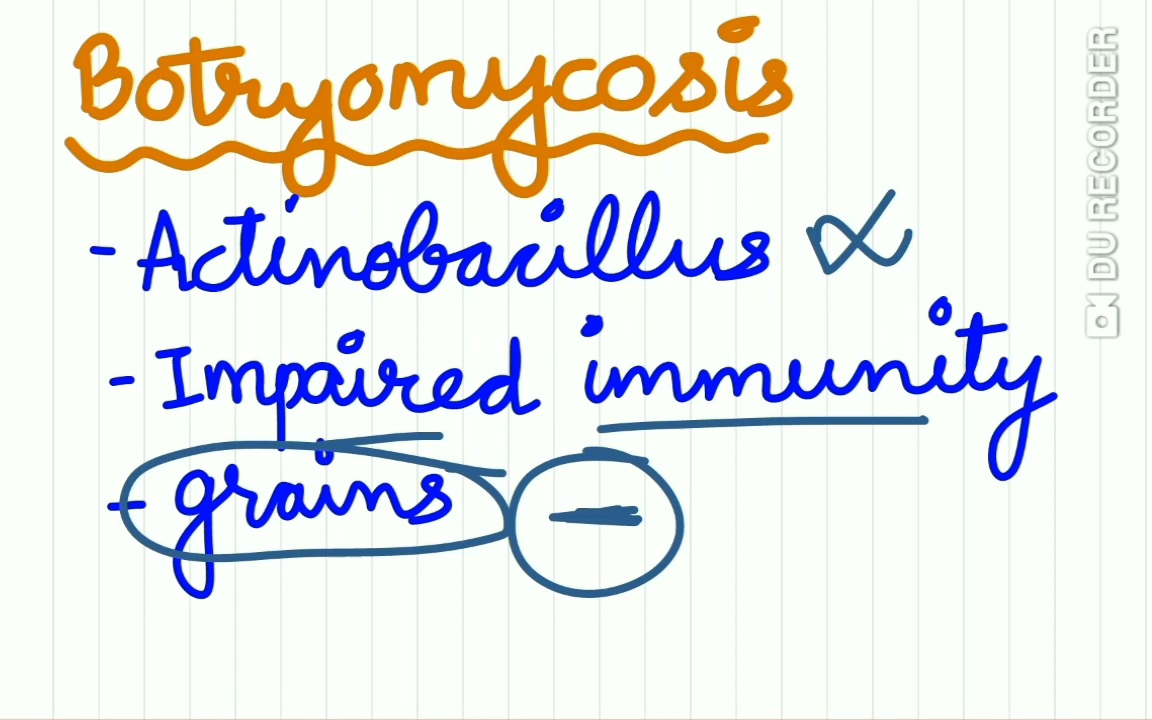 Botryomycosis
- Actinobacillus
- Impaired immunity
- grains -
DU RECORDER